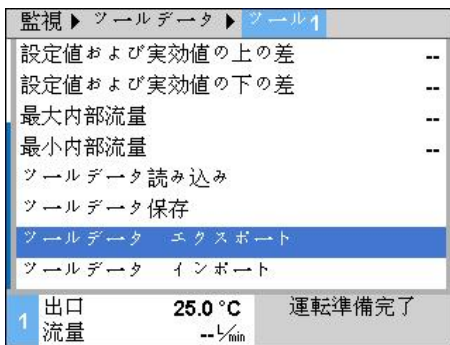 監視 ▶ ツールデータ ▶ ツール1
設定値および実効値の上の差 --
設定値および実効値の下の差 --
最大内部流量 --
最小内部流量 --
ツールデータ読み込み
ツールデータ保存
ツールデータ エクスポート
ツールデータ インポート
1
出口 25.0 °C 運転準備完了
流量 -- L/min